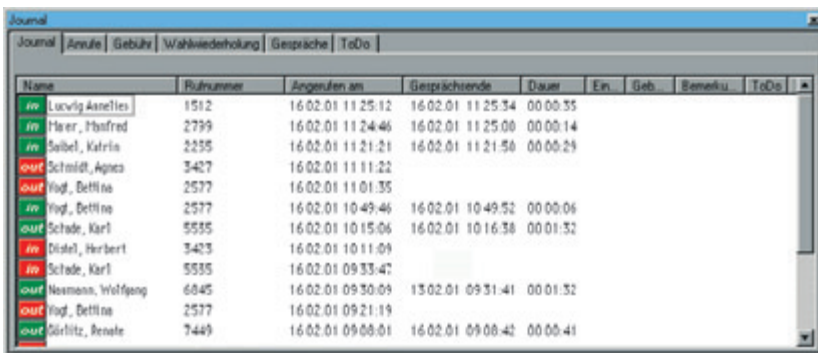 Journal
Journal Anrufe Gebühr Wahlwiederholung Gespräche ToDo
Name Rufnummer Angerufen am Gesprächsende Dauer Ein... Geb... Bemerku... ToDo
in Annelies 1512 16.02.01 11:25:12 16.02.01 11:25:34 00:00:35
in Maier, Manfred 2799 16.02.01 11:24:46 16.02.01 11:25:00 00:00:14
in Seibel, Katrin 2255 16.02.01 11:21:21 16.02.01 11:21:50 00:00:29
out Schmidt, Agnes 3427 16.02.01 11:11:22
out Vogt, Bettina 2577 16.02.01 11:01:35
in Vogt, Bettina 2577 16.02.01 10:49:46 16.02.01 10:49:52 00:00:06
out Schade, Karl 5535 16.02.01 10:15:06 16.02.01 10:16:38 00:01:32
in Distel, Herbert 3423 16.02.01 10:11:09
in Schade, Karl 5535 16.02.01 09:33:47
out Neumann, Wolfgang 6845 16.02.01 09:30:09 13.02.01 09:31:41 00:01:32
out Vogt, Bettina 2577 16.02.01 09:21:19
out Görlitz, Renate 7449 16.02.01 09:08:01 16.02.01 09:08:42 00:00:41